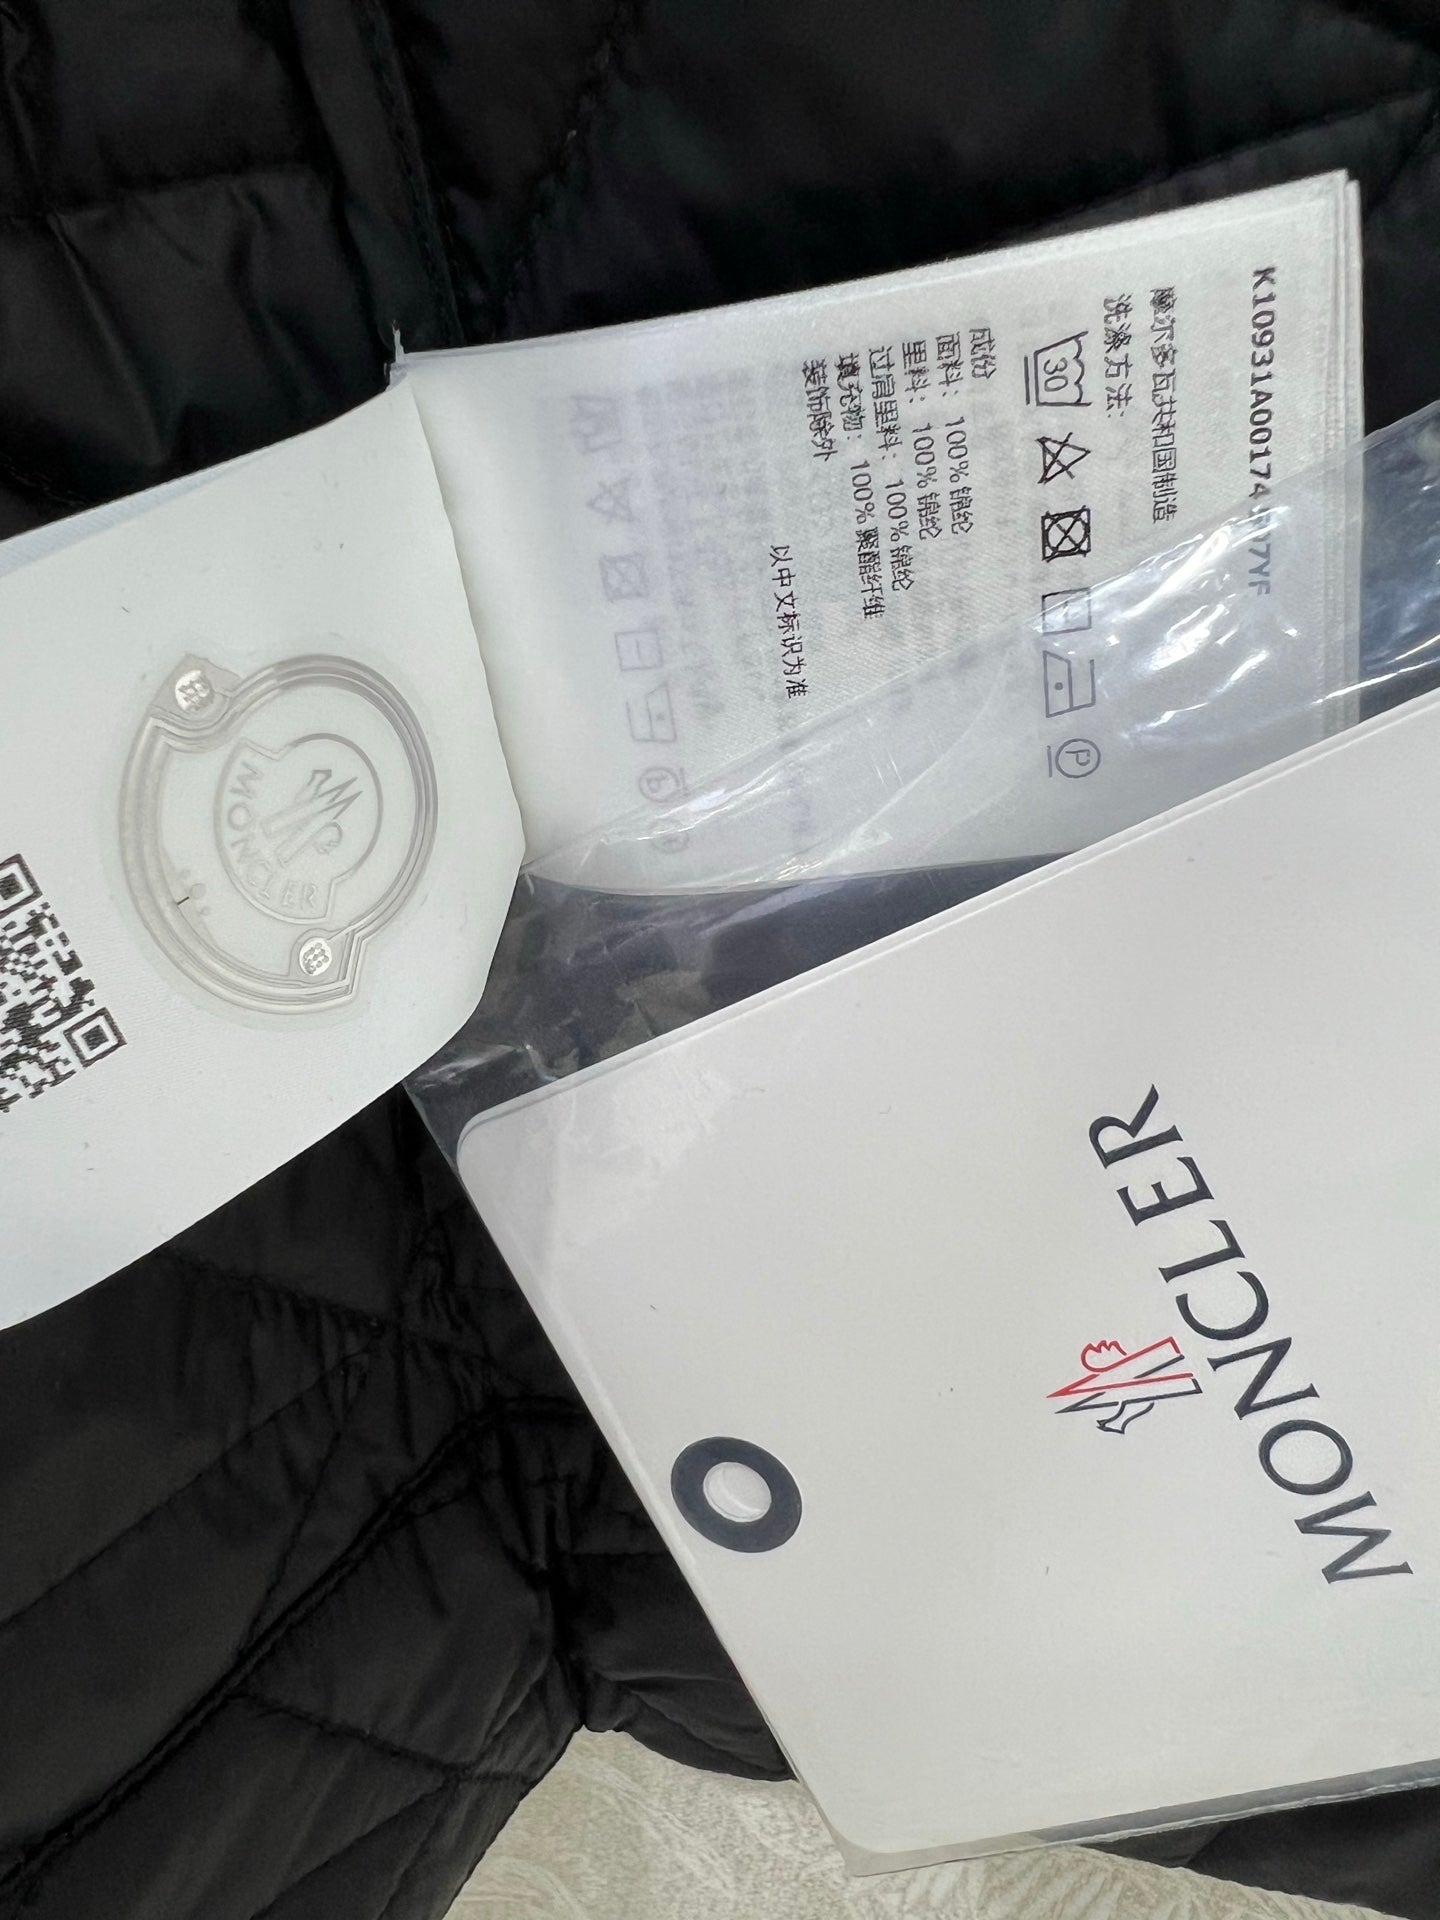 K10931A00174
摩尔多瓦共和国制造
洗涤方法:
30
P
成份
面料: 100% 锦纶
里料: 100% 锦纶
过肩里料: 100% 锦纶
填充物: 100% 聚酯纤维
装饰除外
以中文标识为准
MONCLER
MONCLER